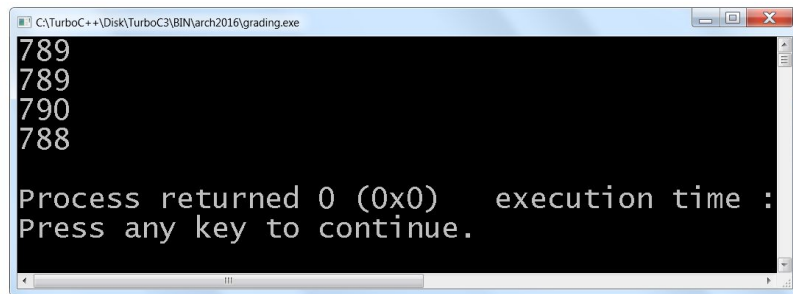 C:\TurboC++\Disk\TurboC3\BIN\arch2016\grading.exe
789
789
790
788
Process returned 0 (0x0)   execution time :
Press any key to continue.